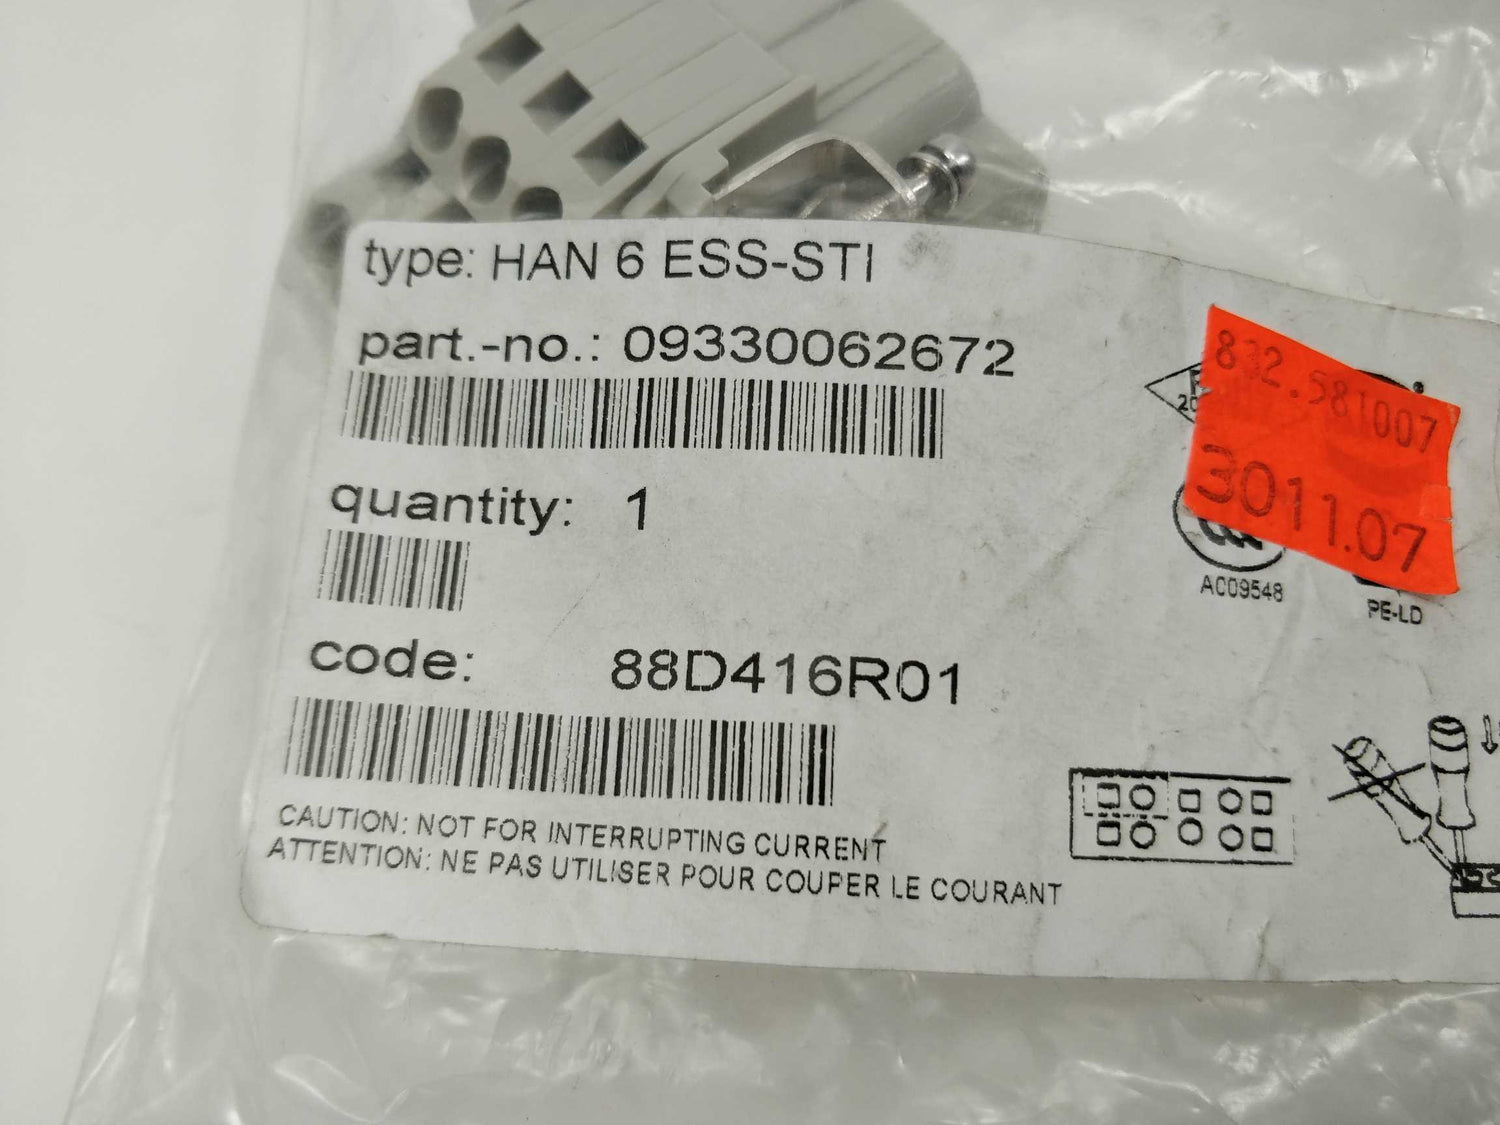 type: HAN 6 ESS-STI
part.-no.: 09330062672
832.581007
3011.07
quantity: 1
AC09548
PE-LD
code: 88D416R01
CAUTION: NOT FOR INTERRUPTING CURRENT
ATTENTION: NE PAS UTILISER POUR COUPER LE COURANT